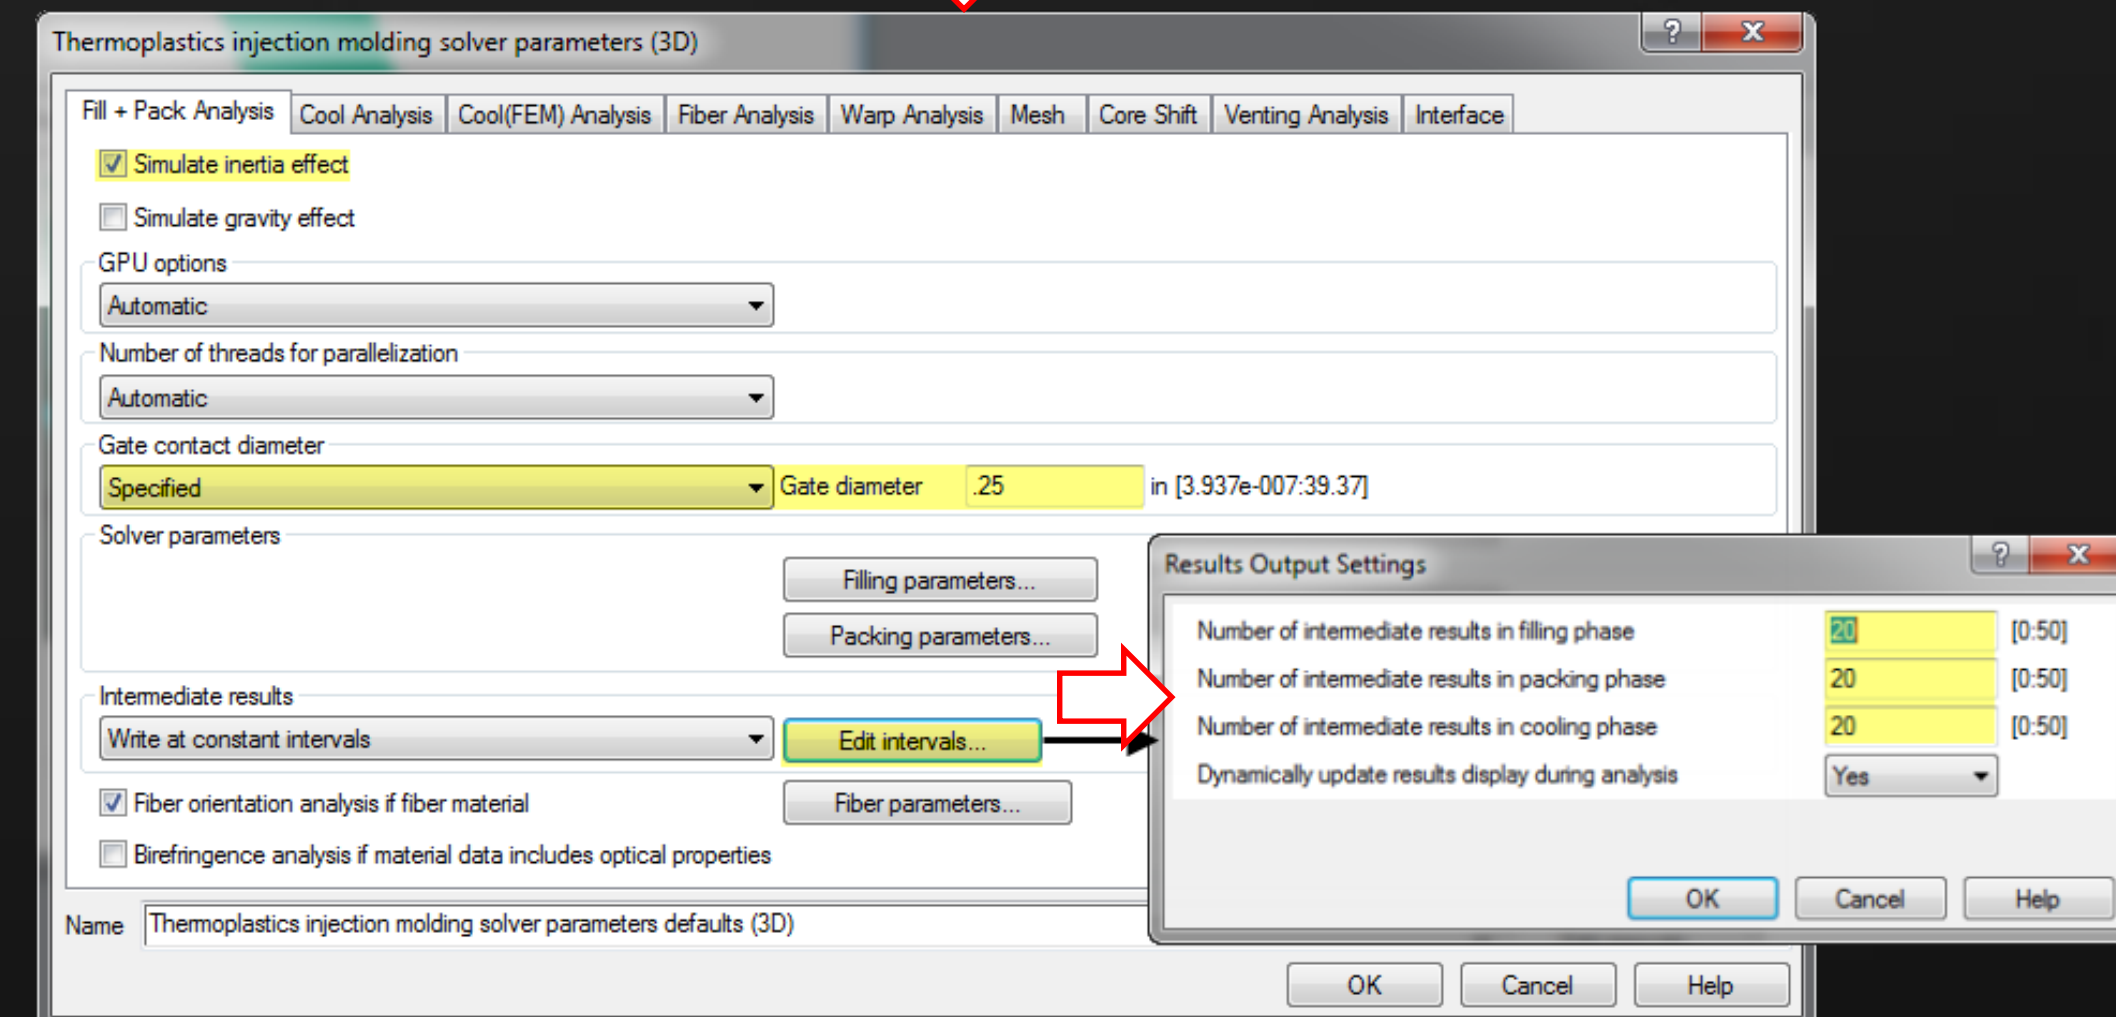 Thermoplastics injection molding solver parameters (3D)
Fill + Pack Analysis
Cool Analysis
Cool(FEM) Analysis
Fiber Analysis
Warp Analysis
Mesh
Core Shift
Venting Analysis
Interface
Simulate inertia effect
Simulate gravity effect
GPU options
Automatic
Number of threads for parallelization
Automatic
Gate contact diameter
Specified
Gate diameter .25 in [3.937e-007:39.37]
Solver parameters
Filling parameters...
Packing parameters...
Intermediate results
Write at constant intervals
Edit intervals...
Fiber orientation analysis if fiber material
Fiber parameters...
Birefringence analysis if material data includes optical properties
Name Thermoplastics injection molding solver parameters defaults (3D)
OK
Cancel
Help
Results Output Settings
Number of intermediate results in filling phase 20 [0:50]
Number of intermediate results in packing phase 20 [0:50]
Number of intermediate results in cooling phase 20 [0:50]
Dynamically update results display during analysis Yes
OK
Cancel
Help